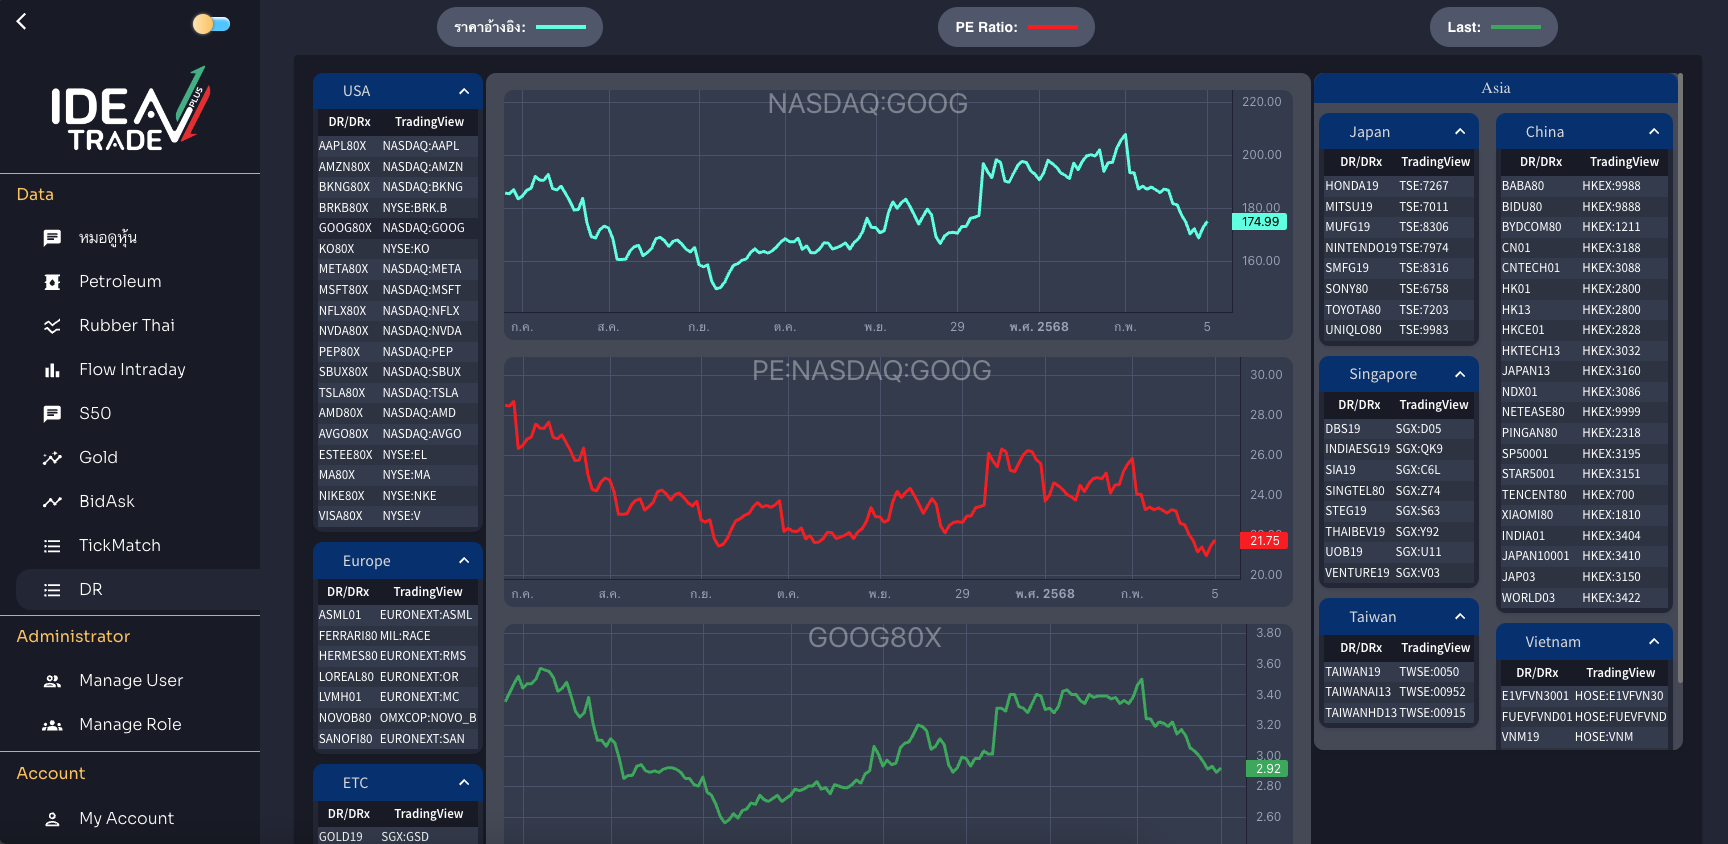 IDEA
TRADE
PLUS
Data
หมอดูหุ้น
Petroleum
Rubber Thai
Flow Intraday
S50
Gold
BidAsk
TickMatch
DR
Administrator
Manage User
Manage Role
Account
My Account
ราคาอ้างอิง:
PE Ratio:
Last:
USA
DR/DRx TradingView
AAPL80X NASDAQ:AAPL
AMZN80X NASDAQ:AMZN
BKNG80X NASDAQ:BKNG
BRKB80X NYSE:BRK.B
GOOG80X NASDAQ:GOOG
KO80X NYSE:KO
META80X NASDAQ:META
MSFT80X NASDAQ:MSFT
NFLX80X NASDAQ:NFLX
NVDA80X NASDAQ:NVDA
PEP80X NASDAQ:PEP
SBUX80X NASDAQ:SBUX
TSLA80X NASDAQ:TSLA
AMD80X NASDAQ:AMD
AVGO80X NASDAQ:AVGO
ESTEE80X NYSE:EL
MA80X NYSE:MA
NIKE80X NYSE:NKE
VISA80X NYSE:V
Europe
DR/DRx TradingView
ASML01 EURONEXT:ASML
FERRARI80 MIL:RACE
HERMES80 EURONEXT:RMS
LOREAL80 EURONEXT:OR
LVMH01 EURONEXT:MC
NOVOB80 OMXCOP:NOVO_B
SANOFI80 EURONEXT:SAN
ETC
DR/DRx TradingView
GOLD19 SGX:GSD
NASDAQ:GOOG
220.00
200.00
180.00
174.99
160.00
ก.ค. ส.ค. ก.ย. ต.ค. พ.ย. 29 พ.ศ. 2568 ก.พ. 5
PE:NASDAQ:GOOG
30.00
28.00
26.00
24.00
21.75
20.00
ก.ค. ส.ค. ก.ย. ต.ค. พ.ย. 29 พ.ศ. 2568 ก.พ. 5
GOOG80X
3.80
3.60
3.40
3.20
3.00
2.92
2.80
2.60
Asia
Japan
DR/DRx TradingView
HONDA19 TSE:7267
MITSU19 TSE:7011
MUFG19 TSE:8306
NINTENDO19 TSE:7974
SMFG19 TSE:8316
SONY80 TSE:6758
TOYOTA80 TSE:7203
UNIQLO80 TSE:9983
Singapore
DR/DRx TradingView
DBS19 SGX:D05
INDIAESG19 SGX:QK9
SIA19 SGX:C6L
SINGTEL80 SGX:Z74
STEG19 SGX:S63
THAIBEV19 SGX:Y92
UOB19 SGX:U11
VENTURE19 SGX:V03
Taiwan
DR/DRx TradingView
TAIWAN19 TWSE:0050
TAIWANAI13 TWSE:00952
TAIWANHD13 TWSE:00915
China
DR/DRx TradingView
BABA80 HKEX:9988
BIDU80 HKEX:9888
BYDCOM80 HKEX:1211
CN01 HKEX:3188
CNTECH01 HKEX:3088
HK01 HKEX:2800
HK13 HKEX:2800
HKCE01 HKEX:2828
HKTECH13 HKEX:3032
JAPAN13 HKEX:3160
NDX01 HKEX:3086
NETEASE80 HKEX:9999
PINGAN80 HKEX:2318
SP50001 HKEX:3195
STAR5001 HKEX:3151
TENCENT80 HKEX:700
XIAOMI80 HKEX:1810
INDIA01 HKEX:3404
JAPAN10001 HKEX:3410
JAP03 HKEX:3150
WORLD03 HKEX:3422
Vietnam
DR/DRx TradingView
E1VFVN3001 HOSE:E1VFVN30
FUEVFVND01 HOSE:FUEVFVND
VNM19 HOSE:VNM